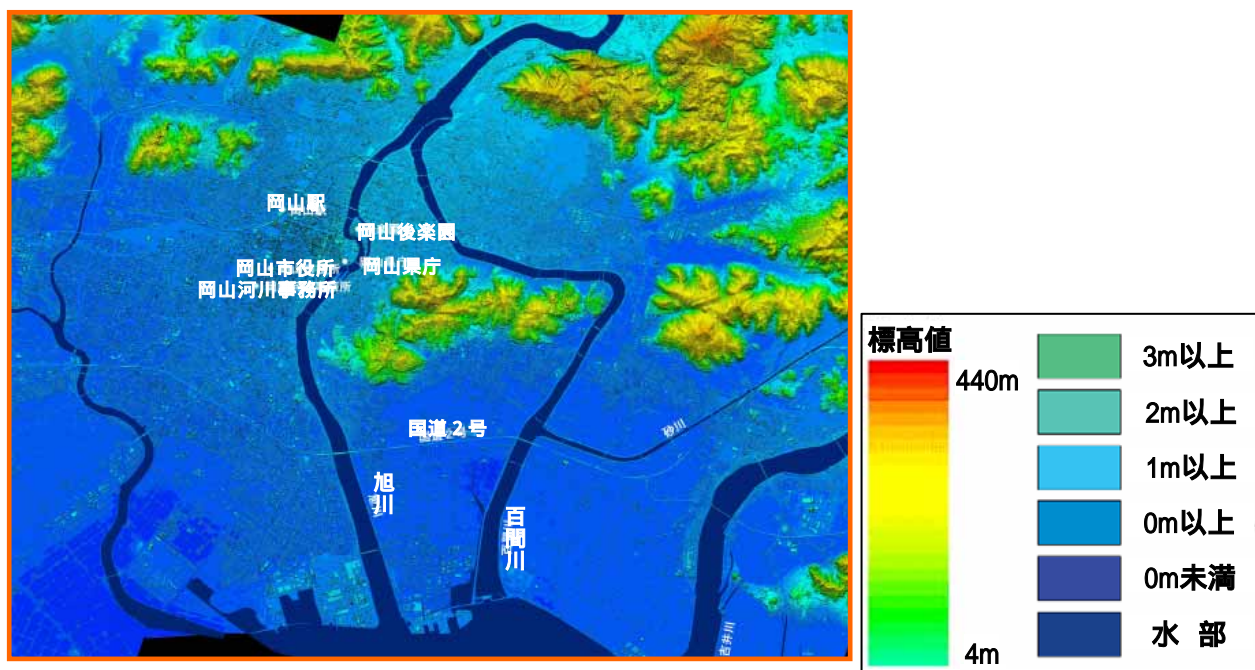 岡山駅
岡山後楽園
岡山市役所
岡山県庁
岡山河川事務所
国道2号
砂川
旭川
百間川
吉井川
標高値
440m
4m
3m以上
2m以上
1m以上
0m以上
0m未満
水 部